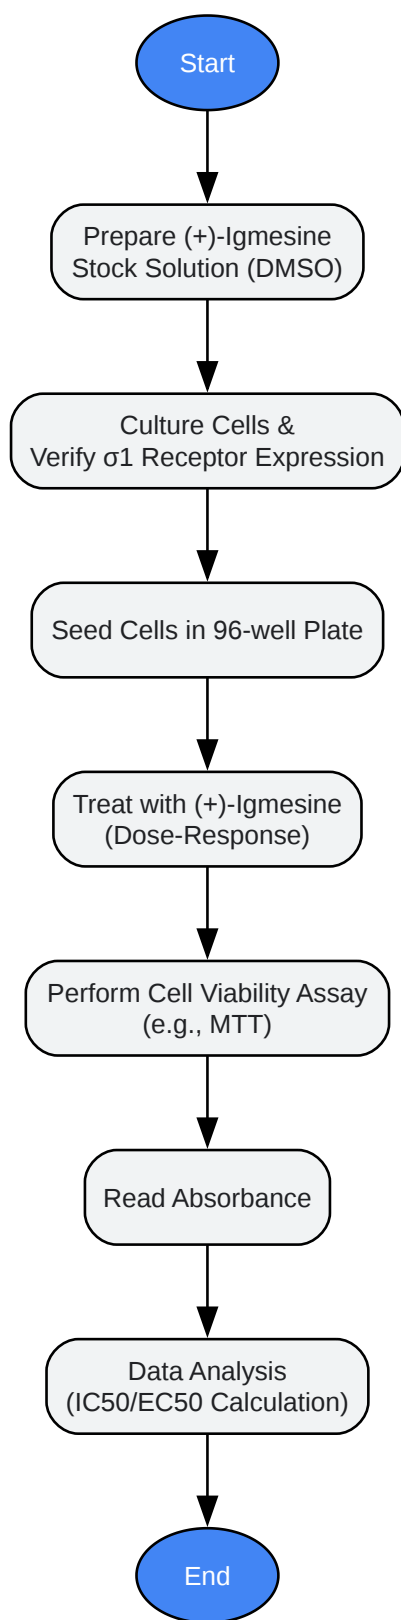 Start
Prepare (+)-Igmesine
Stock Solution (DMSO)
Culture Cells &
Verify σ1 Receptor Expression
Seed Cells in 96-well Plate
Treat with (+)-Igmesine
(Dose-Response)
Perform Cell Viability Assay
(e.g., MTT)
Read Absorbance
Data Analysis
(IC50/EC50 Calculation)
End